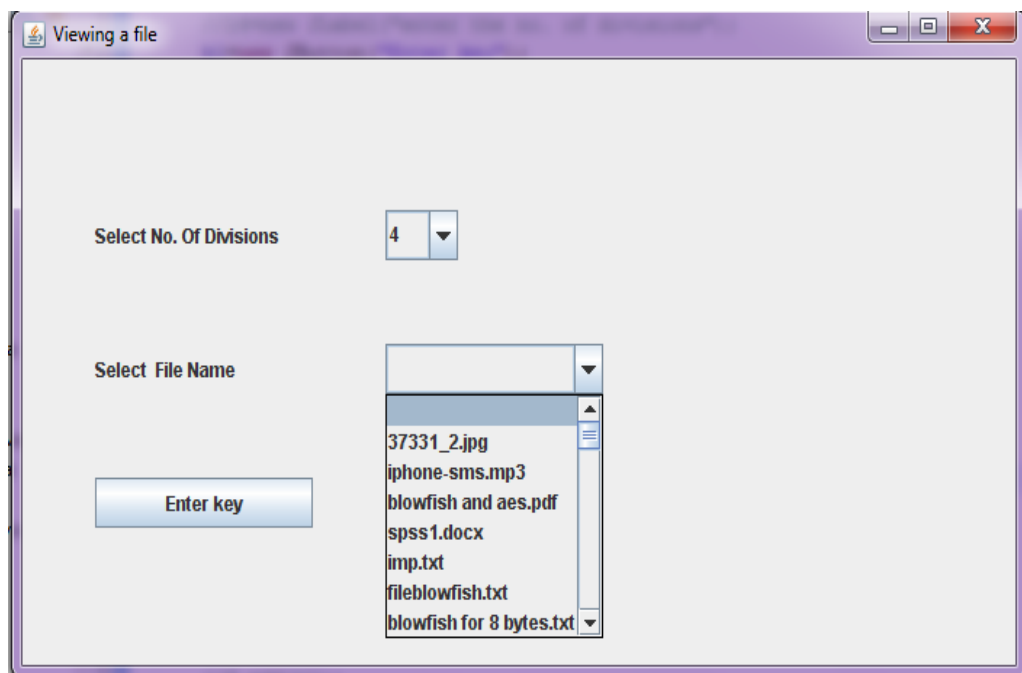 Viewing a file
Select No. Of Divisions
4
Select File Name
37331_2.jpg
iphone-sms.mp3
blowfish and aes.pdf
spss1.docx
imp.txt
fileblowfish.txt
blowfish for 8 bytes.txt
Enter key